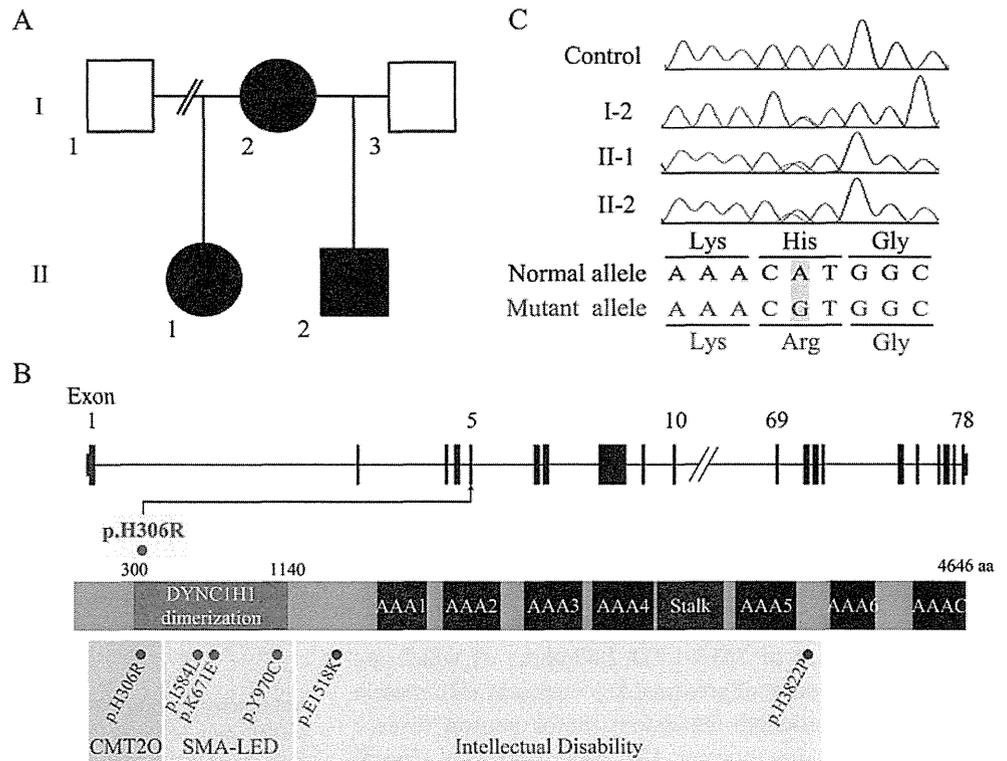 A
I
1
2
3
II
1
2
C
Control
I-2
II-1
II-2
Lys His Gly
Normal allele A A A C A T G G C
Mutant allele A A A C G T G G C
Lys Arg Gly
B
Exon
1 5 10 69 78
p.H306R
300 1140 4646 aa
DYNC1H1
dimerization
AAA1 AAA2 AAA3 AAA4 Stalk AAA5 AAA6 AAAC
p.H306R p.I584L p.K671E p.Y970C p.E1518K p.H3822P
CMT2O SMA-LED Intellectual Disability